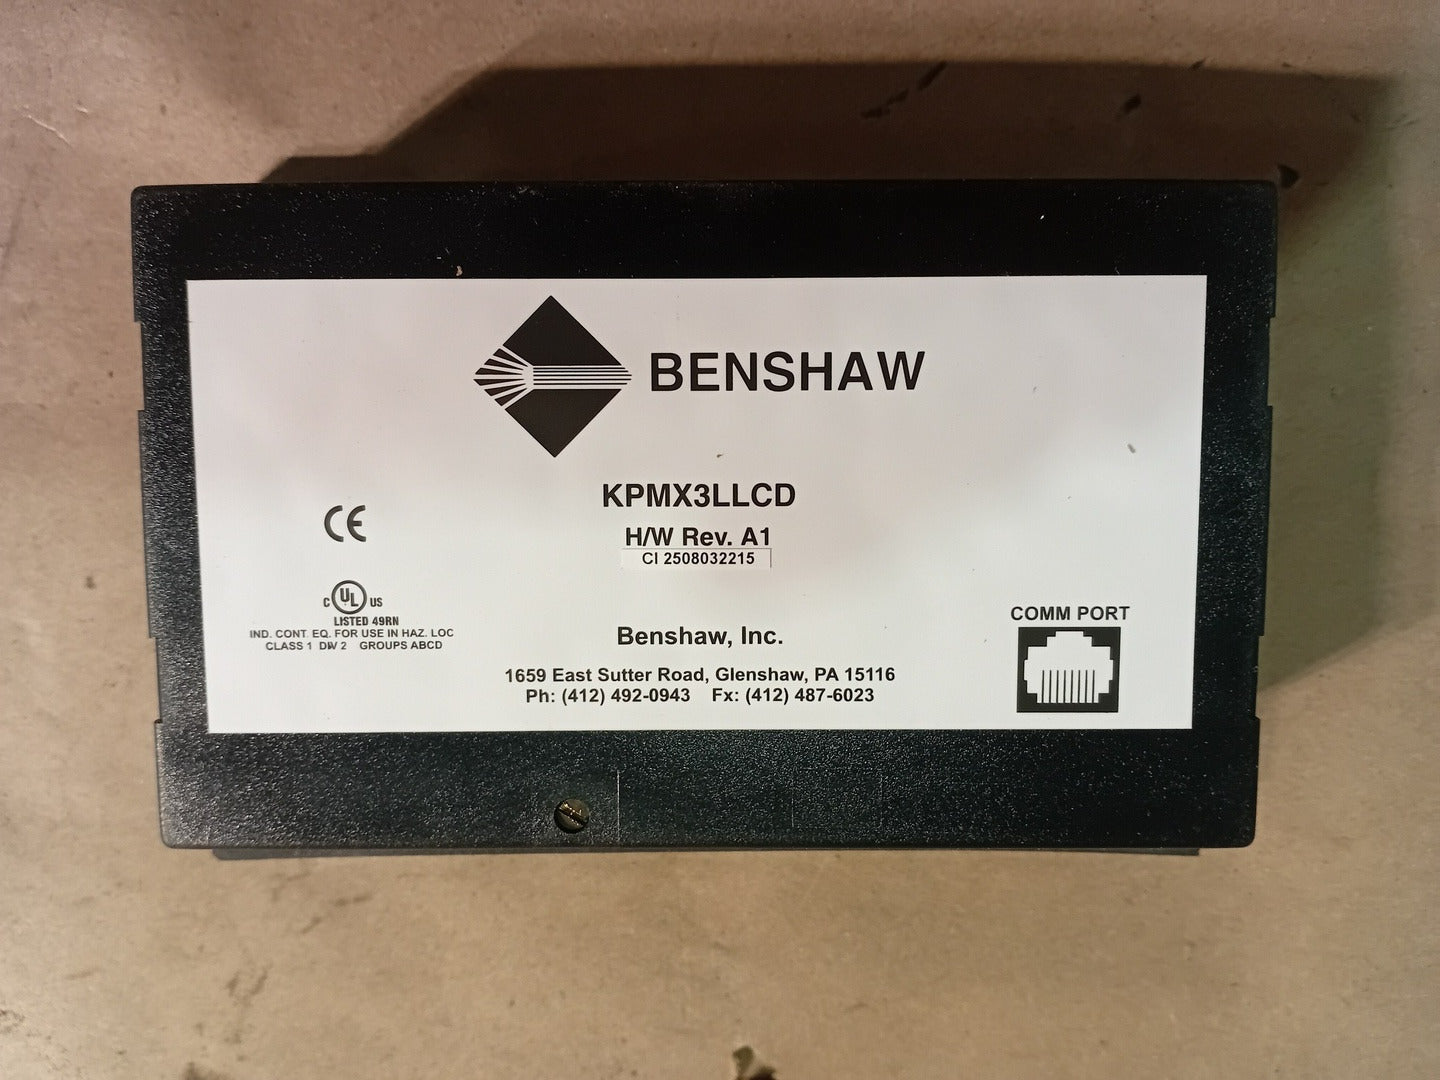 BENSHAW
KPMX3LLCD
H/W Rev. A1
CI 2508032215
CE
C UL US
LISTED 49RN
IND. CONT. EQ. FOR USE IN HAZ. LOC
CLASS 1 DIV 2 GROUPS ABCD
Benshaw, Inc.
1659 East Sutter Road, Glenshaw, PA 15116
Ph: (412) 492-0943 Fx: (412) 487-6023
COMM PORT